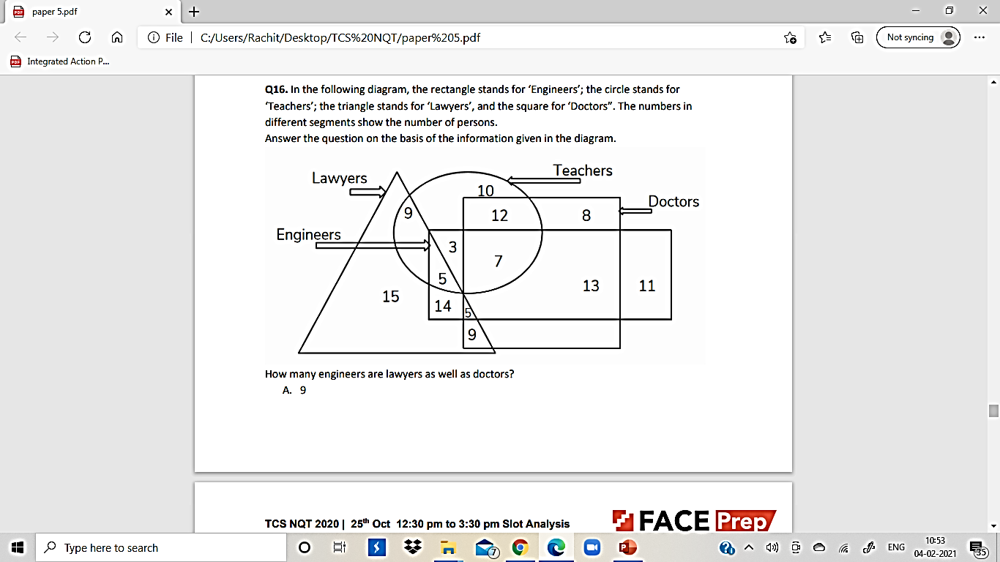 paper 5.pdf
File | C:/Users/Rachit/Desktop/TCS%20NQT/paper%205.pdf
Not syncing
Integrated Action P...
Q16. In the following diagram, the rectangle stands for ‘Engineers’; the circle stands for
‘Teachers’; the triangle stands for ‘Lawyers’, and the square for ‘Doctors”. The numbers in
different segments show the number of persons.
Answer the question on the basis of the information given in the diagram.
Lawyers
Teachers
10
Doctors
9
12
8
Engineers
3
7
5
13
11
15
14
5
9
How many engineers are lawyers as well as doctors?
A. 9
TCS NQT 2020 | 25th Oct 12:30 pm to 3:30 pm Slot Analysis
FACE Prep
Type here to search
7
ENG
10:53
04-02-2021
35